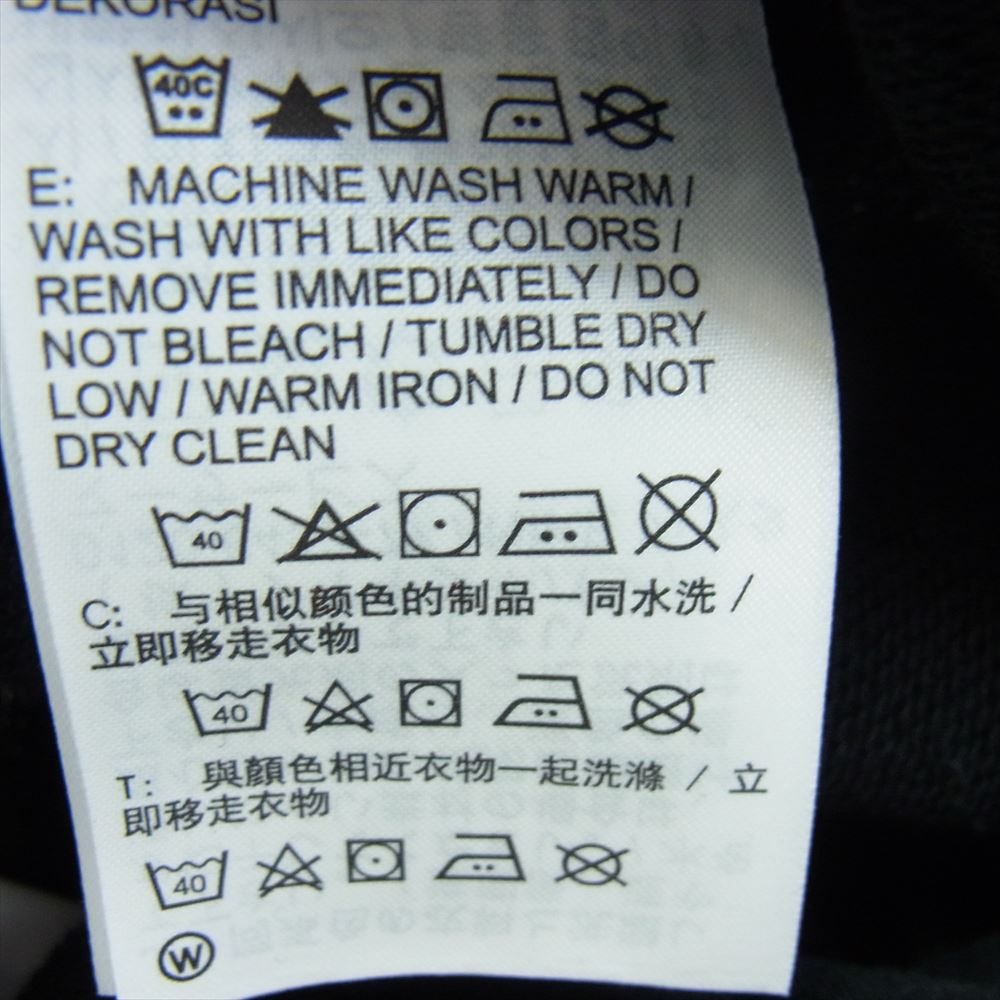 DEKORASI
40C
E: MACHINE WASH WARM /
WASH WITH LIKE COLORS /
REMOVE IMMEDIATELY / DO
NOT BLEACH / TUMBLE DRY
LOW / WARM IRON / DO NOT
DRY CLEAN
40
C: 与相似颜色的制品一同水洗 /
立即移走衣物
40
T: 與顏色相近衣物一起洗滌 / 立
即移走衣物
40
W